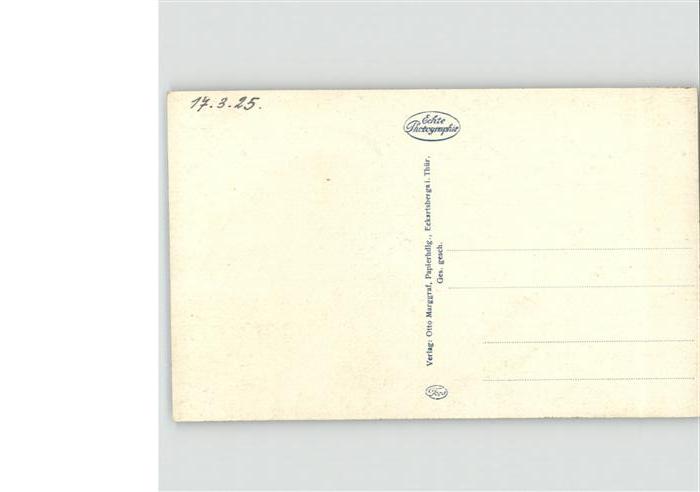 17.3.25.
Echte
Photographie
Verlag: Otto Marggraf, Papierhdlg., Eckartsberga i. Thür.
Ges. gesch.